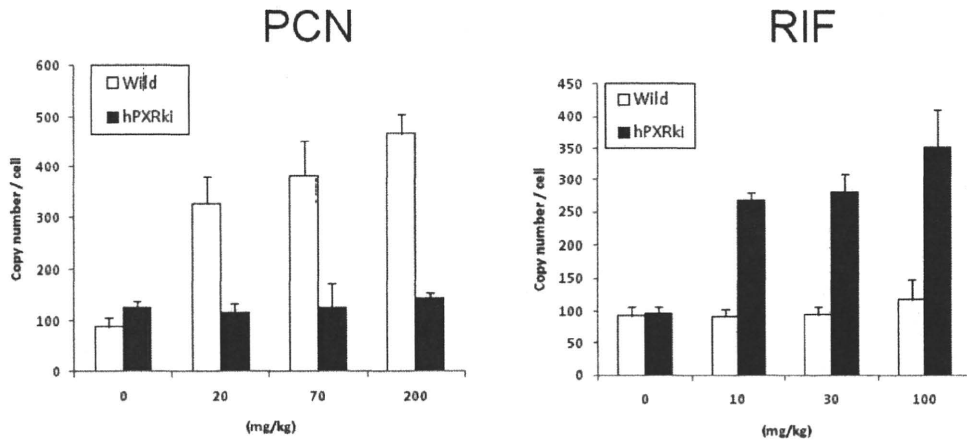 PCN
600
500
400
300
200
100
0
Copy number / cell
Wild
hPXRki
0 20 70 200
(mg/kg)
RIF
450
400
350
300
250
200
150
100
50
0
Copy number / cell
Wild
hPXRki
0 10 30 100
(mg/kg)